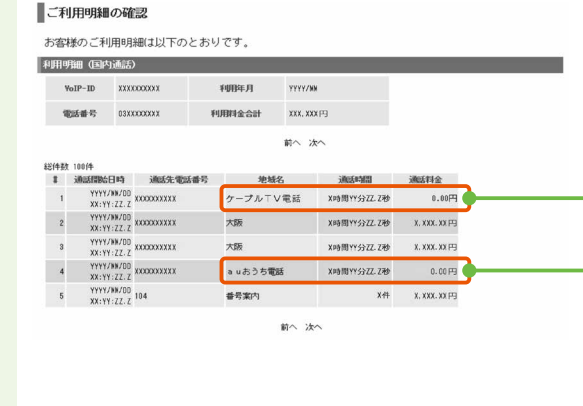 ご利用明細の確認
お客様のご利用明細は以下のとおりです。
利用明細（国内通話）
VoIP-ID XXXXXXXXXX 利用年月 YYYY/MM
電話番号 03XXXXXXXX 利用料金合計 XXX,XXX円
前へ 次へ
総件数 100件
# 通話開始日時 通話先電話番号 地域名 通話時間 通話料金
1 YYYY/MM/DD XX:YY:ZZ.Z XXXXXXXXXX ケーブルＴＶ電話 X時間YY分ZZ.Z秒 0.00円
2 YYYY/MM/DD XX:YY:ZZ.Z XXXXXXXXXX 大阪 X時間YY分ZZ.Z秒 X,XXX.XX円
3 YYYY/MM/DD XX:YY:ZZ.Z XXXXXXXXXX 大阪 X時間YY分ZZ.Z秒 X,XXX.XX円
4 YYYY/MM/DD XX:YY:ZZ.Z XXXXXXXXXX ａｕおうち電話 X時間YY分ZZ.Z秒 0.00円
5 YYYY/MM/DD XX:YY:ZZ.Z 104 番号案内 X件 X,XXX.XX円
前へ 次へ